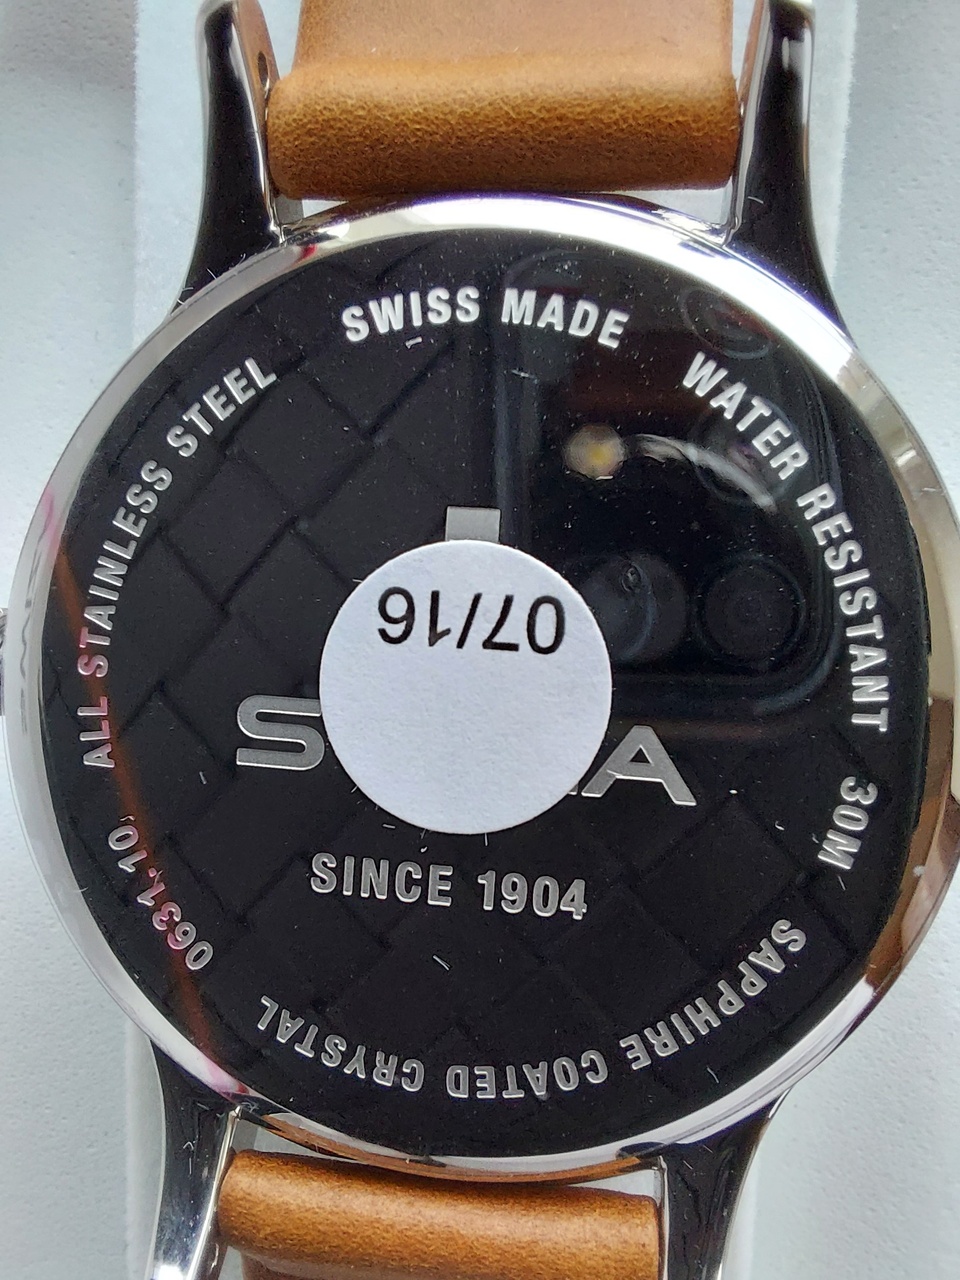 SWISS MADE
WATER RESISTANT
30M
SAPPHIRE COATED CRYSTAL
0631.10
ALL STAINLESS STEEL
07/16
SINCE 1904